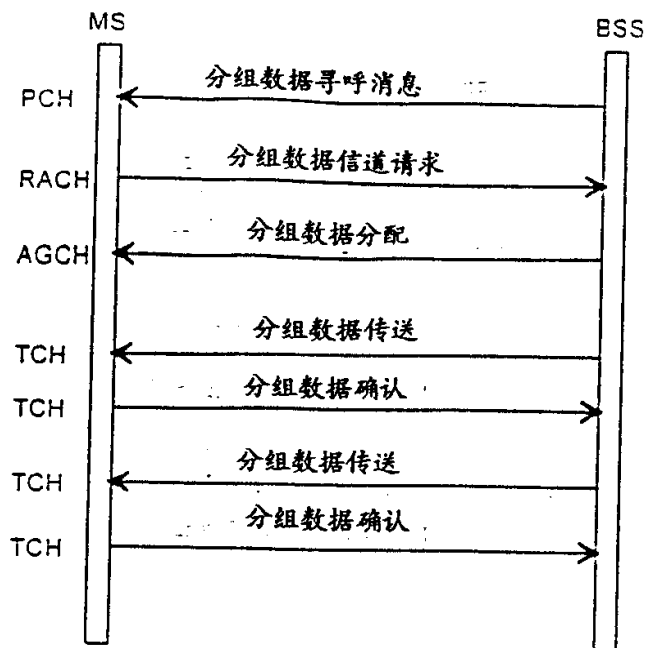 MS
BSS
分组数据寻呼消息
PCH
分组数据信道请求
RACH
分组数据分配
AGCH
分组数据传送
TCH
分组数据确认
TCH
分组数据传送
TCH
分组数据确认
TCH